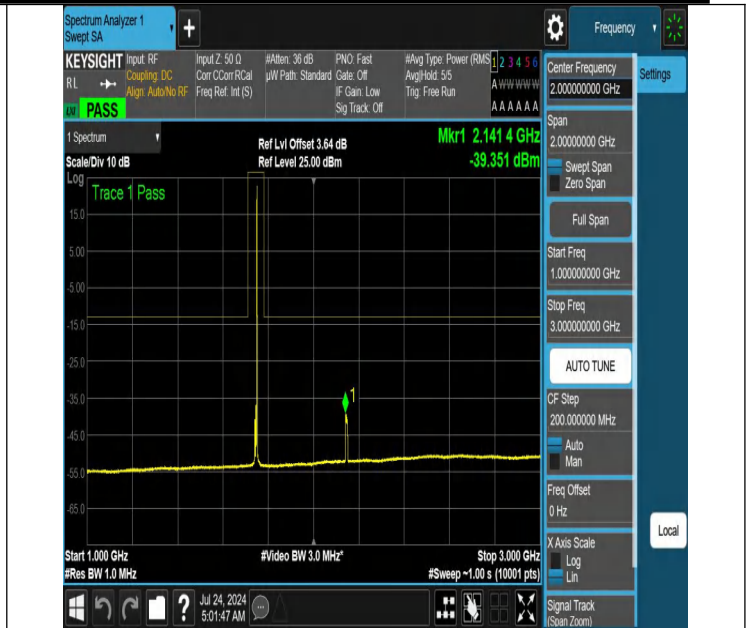 Spectrum Analyzer 1
Swept SA
+
Frequency
KEYSIGHT
RL
LXI
PASS
Input: RF
Coupling: DC
Align: Auto/No RF
Input Z: 50 Ω
Corr CCorr RCal
Freq Ref: Int (S)
#Atten: 36 dB
µW Path: Standard
PNO: Fast
Gate: Off
IF Gain: Low
Sig Track: Off
#Avg Type: Power (RMS
Avg|Hold: 5/5
Trig: Free Run
1 2 3 4 5 6
A W W W W W
A A A A A A
1 Spectrum
Scale/Div 10 dB
Ref Lvl Offset 3.64 dB
Ref Level 25.00 dBm
Mkr1 2.141 4 GHz
-39.351 dBm
Log
Trace 1 Pass
15.0
5.00
-5.00
-15.0
-25.0
-35.0
-45.0
-55.0
-65.0
1
Start 1.000 GHz
#Res BW 1.0 MHz
#Video BW 3.0 MHz*
Stop 3.000 GHz
#Sweep ~1.00 s (10001 pts)
?
Jul 24, 2024
5:01:47 AM
Center Frequency
2.000000000 GHz
Span
2.00000000 GHz
Swept Span
Zero Span
Full Span
Start Freq
1.000000000 GHz
Stop Freq
3.000000000 GHz
AUTO TUNE
CF Step
200.000000 MHz
Auto
Man
Freq Offset
0 Hz
X Axis Scale
Log
Lin
Signal Track
(Span Zoom)
Settings
Local